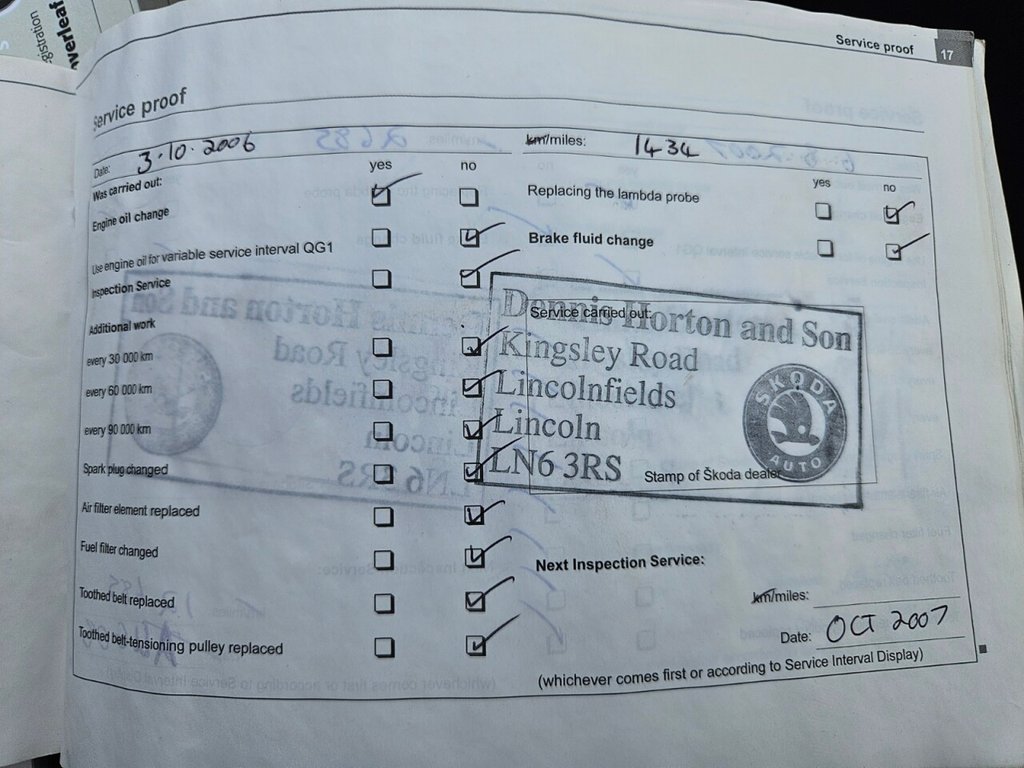 verleaf
gistration
Service proof
17
Service proof
Date: 3·10·2006
km/miles: 1434
Was carried out:
yes
no
Engine oil change
Use engine oil for variable service interval QG1
Inspection Service
Additional work
every 30 000 km
every 60 000 km
every 90 000 km
Spark plug changed
Air filter element replaced
Fuel filter changed
Toothed belt replaced
Toothed belt-tensioning pulley replaced
yes
no
Replacing the lambda probe
Brake fluid change
Service carried out:
Dennis Horton and Son
Kingsley Road
Lincolnfields
Lincoln
LN6 3RS
SKODA
AUTO
Stamp of Škoda dealer
Next Inspection Service:
km/miles:
Date: OCT 2007
(whichever comes first or according to Service Interval Display)